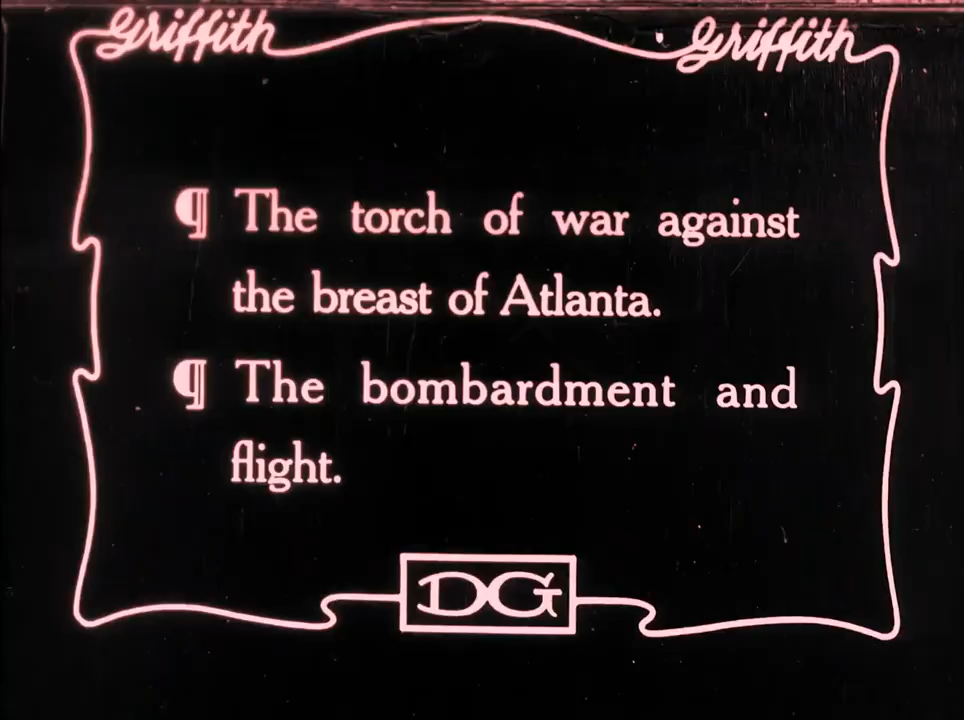 Griffith Griffith
¶ The torch of war against
the breast of Atlanta.
¶ The bombardment and
flight.
DG